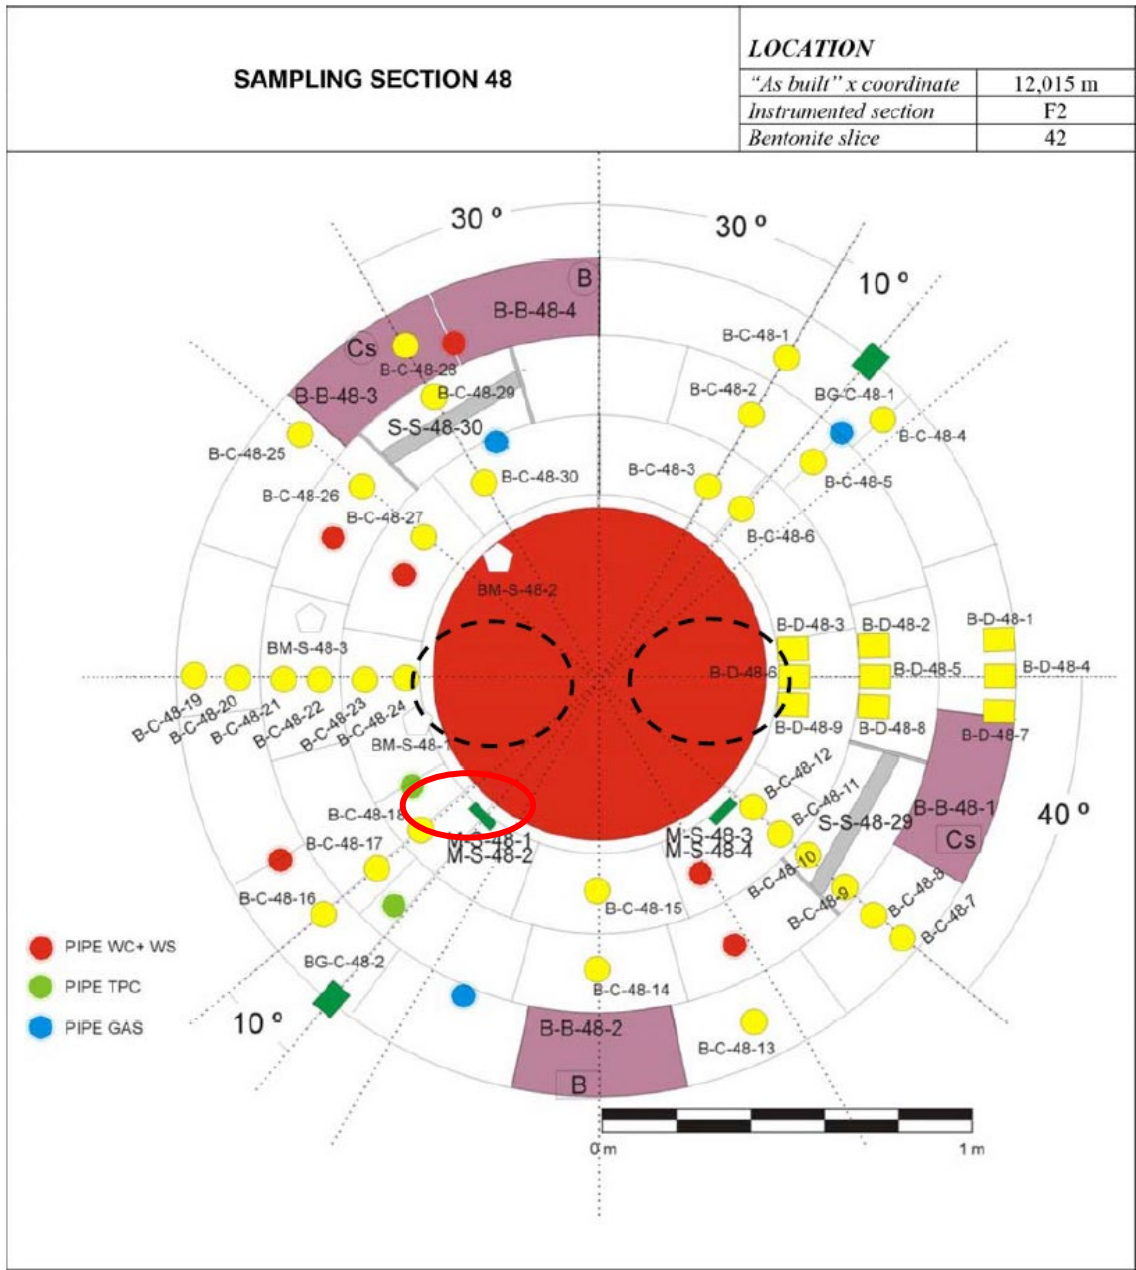 SAMPLING SECTION 48
LOCATION
"As built" x coordinate 12,015 m
Instrumented section F2
Bentonite slice 42
30 º
30 º
10 º
B
B-B-48-4
Cs
B-C-48-28
B-B-48-3
B-C-48-29
S-S-48-30
B-C-48-25
B-C-48-26
B-C-48-30
B-C-48-27
B-C-48-1
B-C-48-2
BG-C-48-1
B-C-48-4
B-C-48-3
B-C-48-5
B-C-48-6
BM-S-48-2
BM-S-48-3
B-D-48-3
B-D-48-2
B-D-48-1
B-D-48-6
B-D-48-5
B-D-48-4
B-D-48-9
B-D-48-8
B-D-48-7
B-C-48-19
B-C-48-20
B-C-48-21
B-C-48-22
B-C-48-23
B-C-48-24
BM-S-48-1
B-C-48-12
B-C-48-11
S-S-48-29
B-B-48-1
Cs
40 º
B-C-48-18
M-S-48-1
M-S-48-2
M-S-48-3
M-S-48-4
B-C-48-17
B-C-48-10
B-C-48-9
B-C-48-8
B-C-48-7
B-C-48-16
B-C-48-15
BG-C-48-2
B-C-48-14
10 º
B-B-48-2
B-C-48-13
B
PIPE WC+ WS
PIPE TPC
PIPE GAS
0 m
1 m